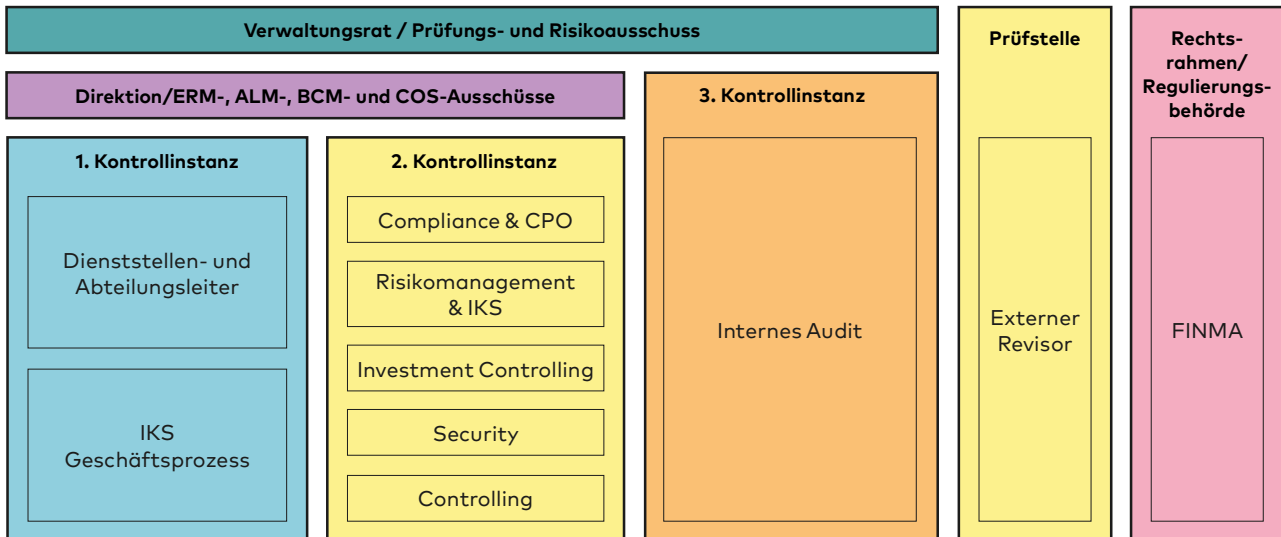 Verwaltungsrat / Prüfungs- und Risikoausschuss
Direktion/ERM-, ALM-, BCM- und COS-Ausschüsse
1. Kontrollinstanz
Dienststellen- und
Abteilungsleiter
IKS
Geschäftsprozess
2. Kontrollinstanz
Compliance & CPO
Risikomanagement
& IKS
Investment Controlling
Security
Controlling
3. Kontrollinstanz
Internes Audit
Prüfstelle
Externer
Revisor
Rechts-
rahmen/
Regulierungs-
behörde
FINMA